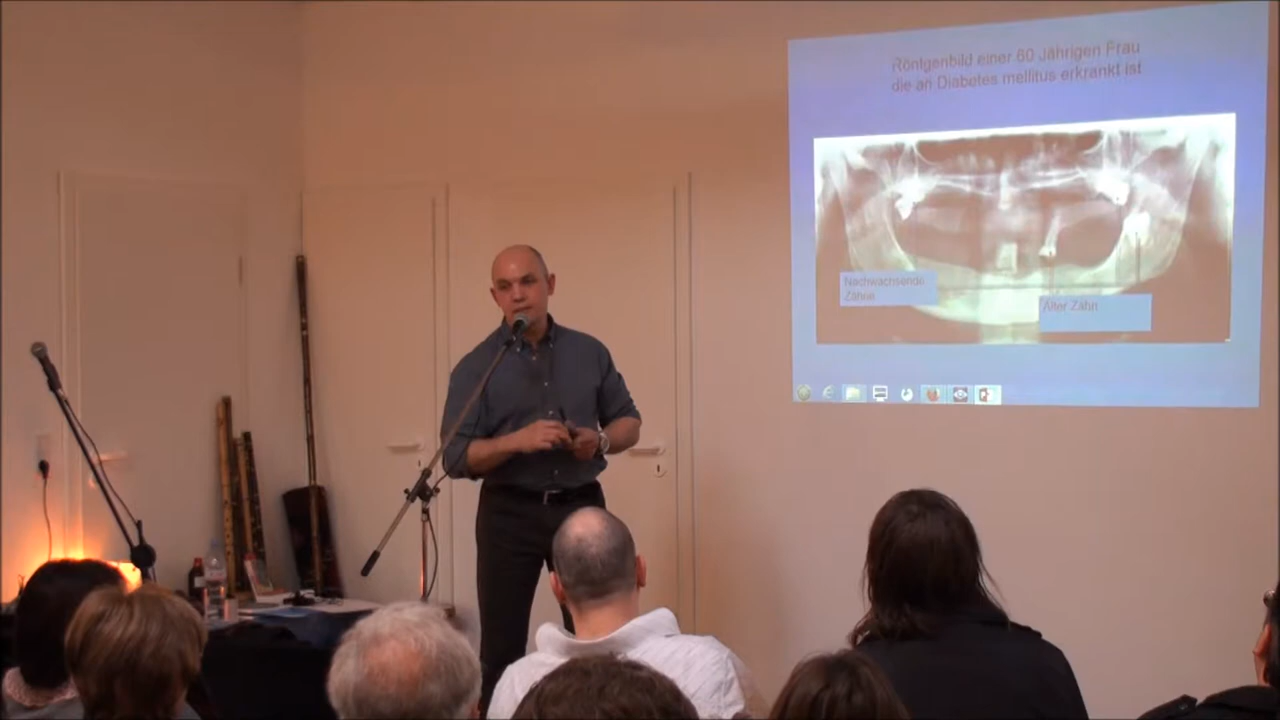 Röntgenbild einer 60 Jährigen Frau
die an Diabetes mellitus erkrankt ist
Nachwachsende
Zähne
Alter Zahn